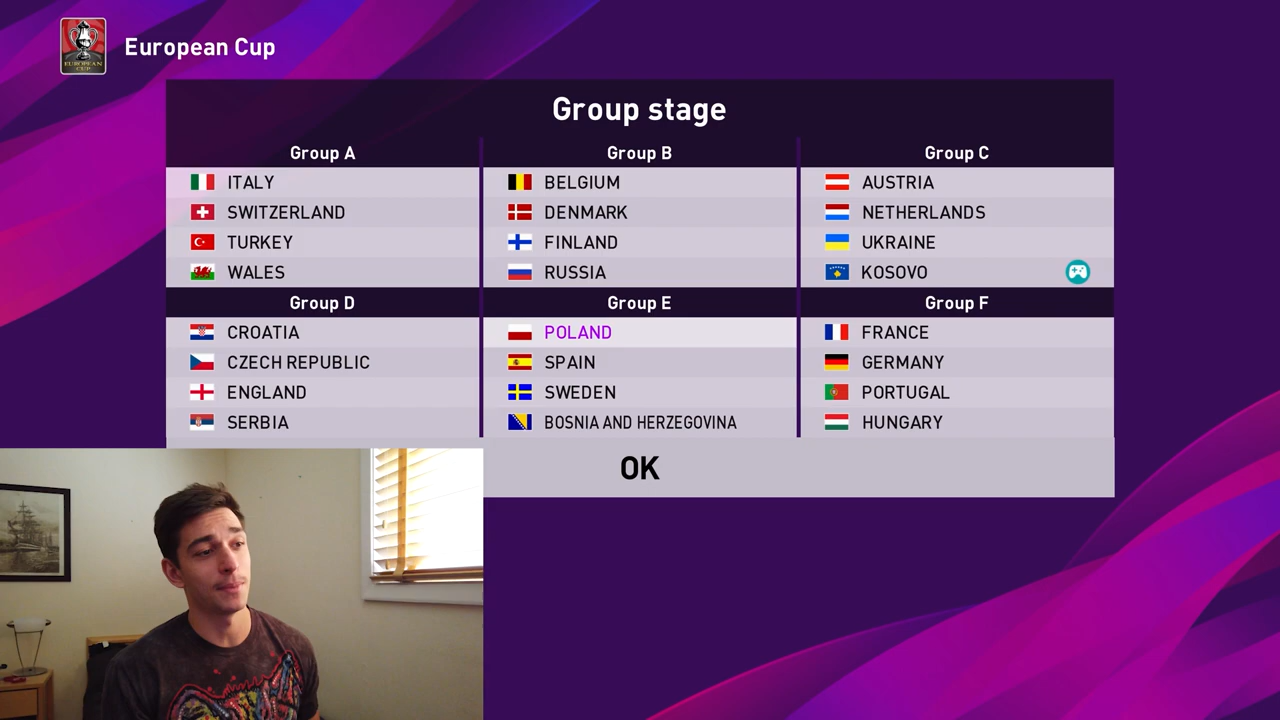 EUROPEAN
CUP
European Cup
Group stage
Group A
ITALY
SWITZERLAND
TURKEY
WALES
Group B
BELGIUM
DENMARK
FINLAND
RUSSIA
Group C
AUSTRIA
NETHERLANDS
UKRAINE
KOSOVO
Group D
CROATIA
CZECH REPUBLIC
ENGLAND
SERBIA
Group E
POLAND
SPAIN
SWEDEN
BOSNIA AND HERZEGOVINA
Group F
FRANCE
GERMANY
PORTUGAL
HUNGARY
OK